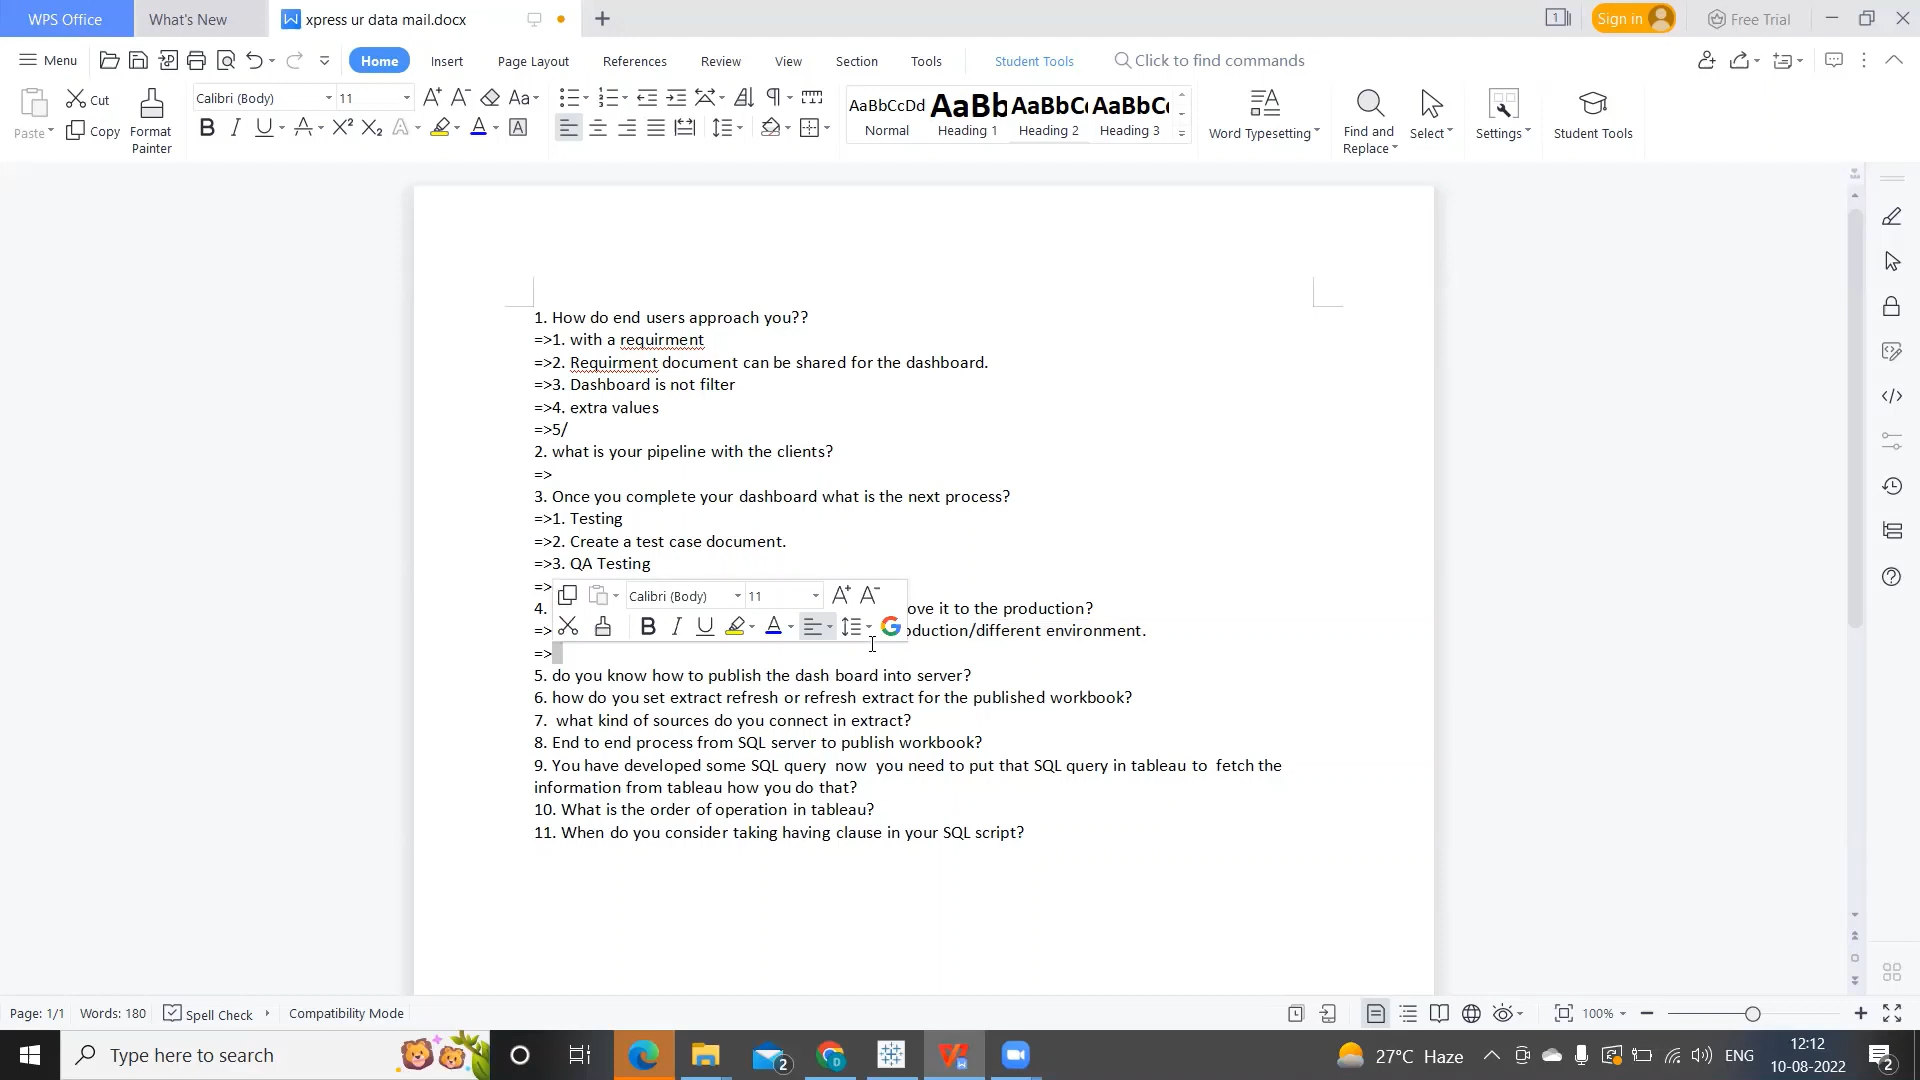 WPS Office What's New xpress ur data mail.docx 1 Sign in Free Trial
Menu Home Insert Page Layout References Review View Section Tools Student Tools Click to find commands
Paste Cut Copy Format Painter Calibri (Body) 11
AaBbCcDd AaBb AaBbC AaBbC
Normal Heading 1 Heading 2 Heading 3
Word Typesetting Find and Replace Select Settings Student Tools
1. How do end users approach you??
=>1. with a requirment
=>2. Requirment document can be shared for the dashboard.
=>3. Dashboard is not filter
=>4. extra values
=>5/
2. what is your pipeline with the clients?
=>
3. Once you complete your dashboard what is the next process?
=>1. Testing
=>2. Create a test case document.
=>3. QA Testing
=>
Calibri (Body) 11
4. ove it to the production?
=> oduction/different environment.
=>
5. do you know how to publish the dash board into server?
6. how do you set extract refresh or refresh extract for the published workbook?
7.  what kind of sources do you connect in extract?
8. End to end process from SQL server to publish workbook?
9. You have developed some SQL query  now  you need to put that SQL query in tableau to  fetch the
information from tableau how you do that?
10. What is the order of operation in tableau?
11. When do you consider taking having clause in your SQL script?
Page: 1/1 Words: 180 Spell Check Compatibility Mode 100%
Type here to search 2 27°C Haze ENG 12:12
10-08-2022 2